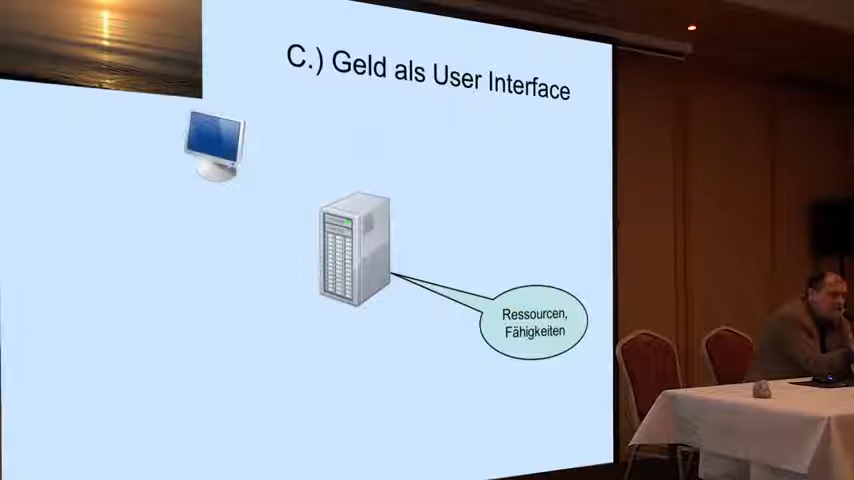 C.) Geld als User Interface
Ressourcen,
Fähigkeiten